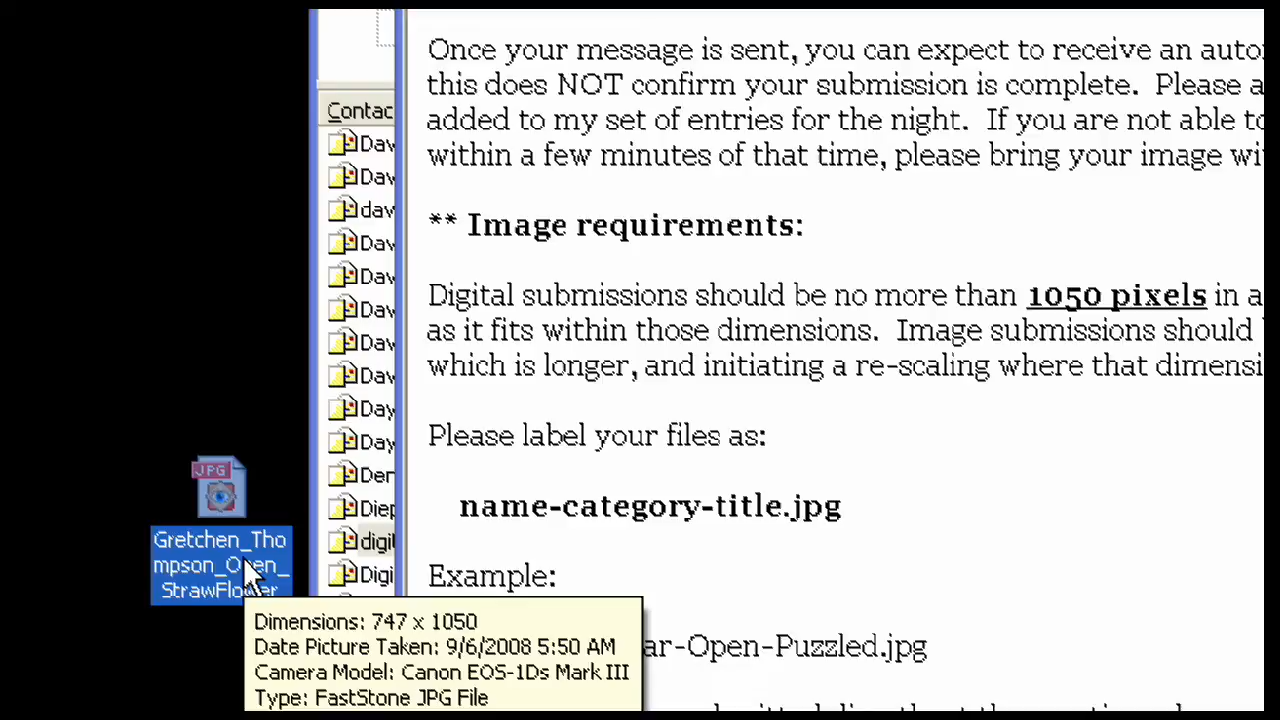 Once your message is sent, you can expect to receive an auto
this does NOT confirm your submission is complete. Please a
added to my set of entries for the night. If you are not able to
within a few minutes of that time, please bring your image wi
** Image requirements:
Digital submissions should be no more than 1050 pixels in a
as it fits within those dimensions. Image submissions should
which is longer, and initiating a re-scaling where that dimensi
Please label your files as:
name-category-title.jpg
Example:
ar-Open-Puzzled.jpg
Contac
Dav
Dav
dav
Dav
Dav
Dav
Dav
Dav
Day
Day
Den
Diep
digit
Digi
JPG
Gretchen_Tho
mpson_Open_
StrawFlower
Dimensions: 747 x 1050
Date Picture Taken: 9/6/2008 5:50 AM
Camera Model: Canon EOS-1Ds Mark III
Type: FastStone JPG File